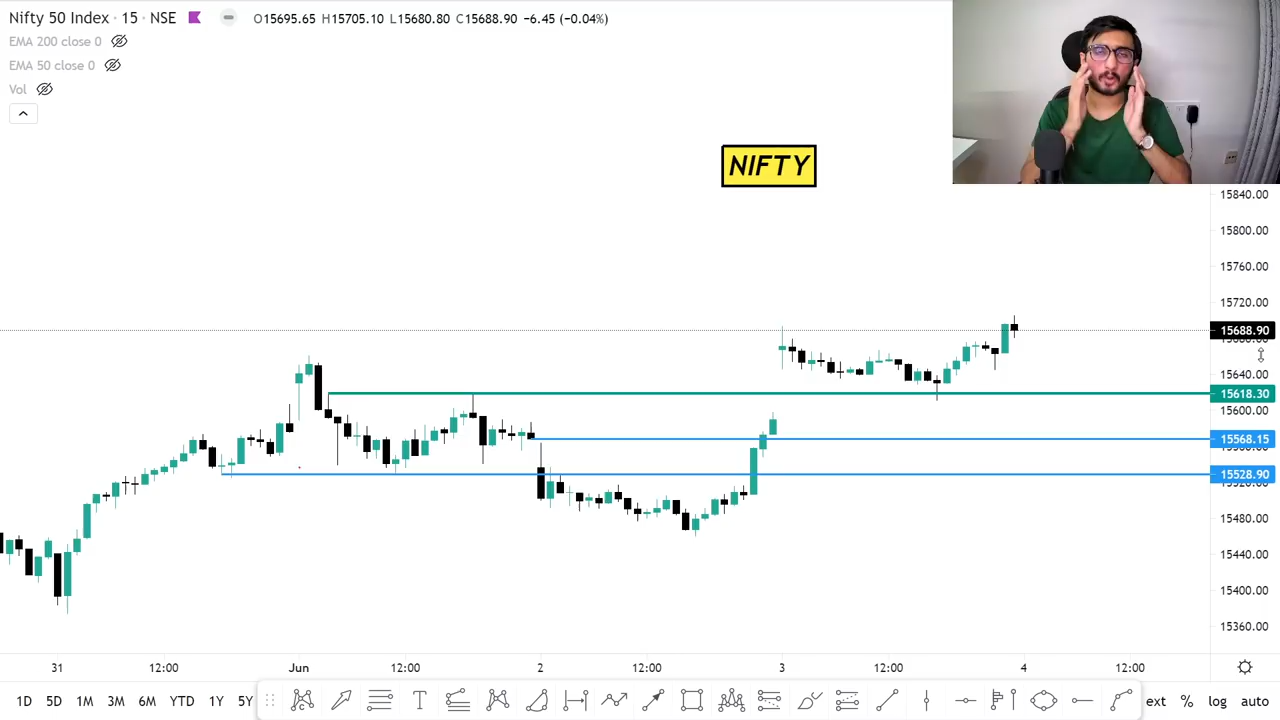 Nifty 50 Index · 15 · NSE O15695.65 H15705.10 L15680.80 C15688.90 −6.45 (−0.04%)
EMA 200 close 0
EMA 50 close 0
Vol
NIFTY
15840.00
15800.00
15760.00
15720.00
15688.90
15640.00
15618.30
15600.00
15568.15
15528.90
15480.00
15440.00
15400.00
15360.00
31 12:00 Jun 12:00 2 12:00 3 12:00 4 12:00
1D 5D 1M 3M 6M YTD 1Y 5Y T ext % log auto